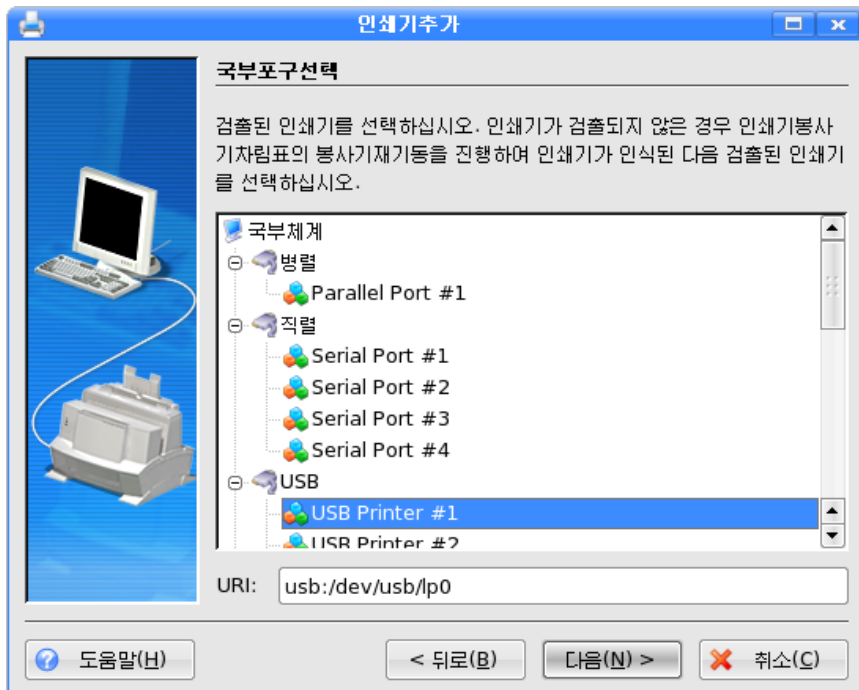 인쇄기추가
국부포구선택
검출된 인쇄기를 선택하십시오. 인쇄기가 검출되지 않은 경우 인쇄기봉사
기차림표의 봉사기재기동을 진행하여 인쇄기가 인식된 다음 검출된 인쇄기
를 선택하십시오.
국부체계
병렬
Parallel Port #1
직렬
Serial Port #1
Serial Port #2
Serial Port #3
Serial Port #4
USB
USB Printer #1
USB Printer #2
URI: usb:/dev/usb/lp0
도움말(H) < 뒤로(B) 다음(N) > 취소(C)